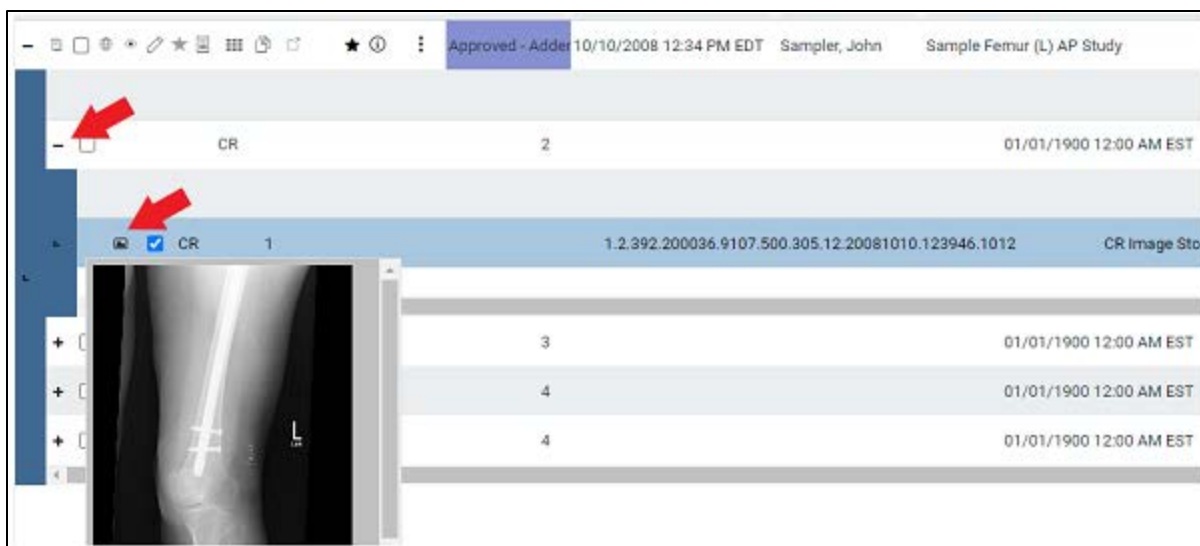 Approved - Adder 10/10/2008 12:34 PM EDT Sampler, John Sample Femur (L) AP Study
CR 2 01/01/1900 12:00 AM EST
CR 1 1.2.392.200036.9107.500.305.12.20081010.123946.1012 CR Image Sto
L
3 01/01/1900 12:00 AM EST
4 01/01/1900 12:00 AM EST
4 01/01/1900 12:00 AM EST